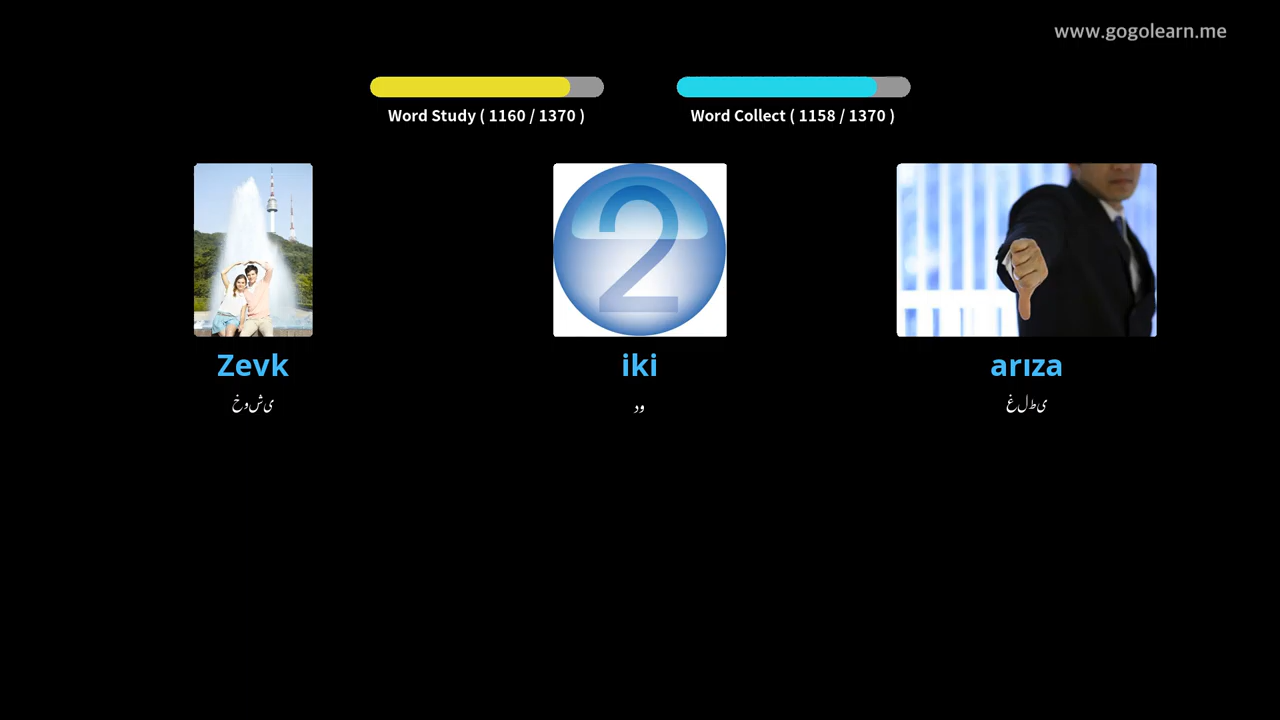 www.gogolearn.me
Word Study ( 1160 / 1370 )
Word Collect ( 1158 / 1370 )
Zevk
iki
arıza
خوشی
دو
غلطی